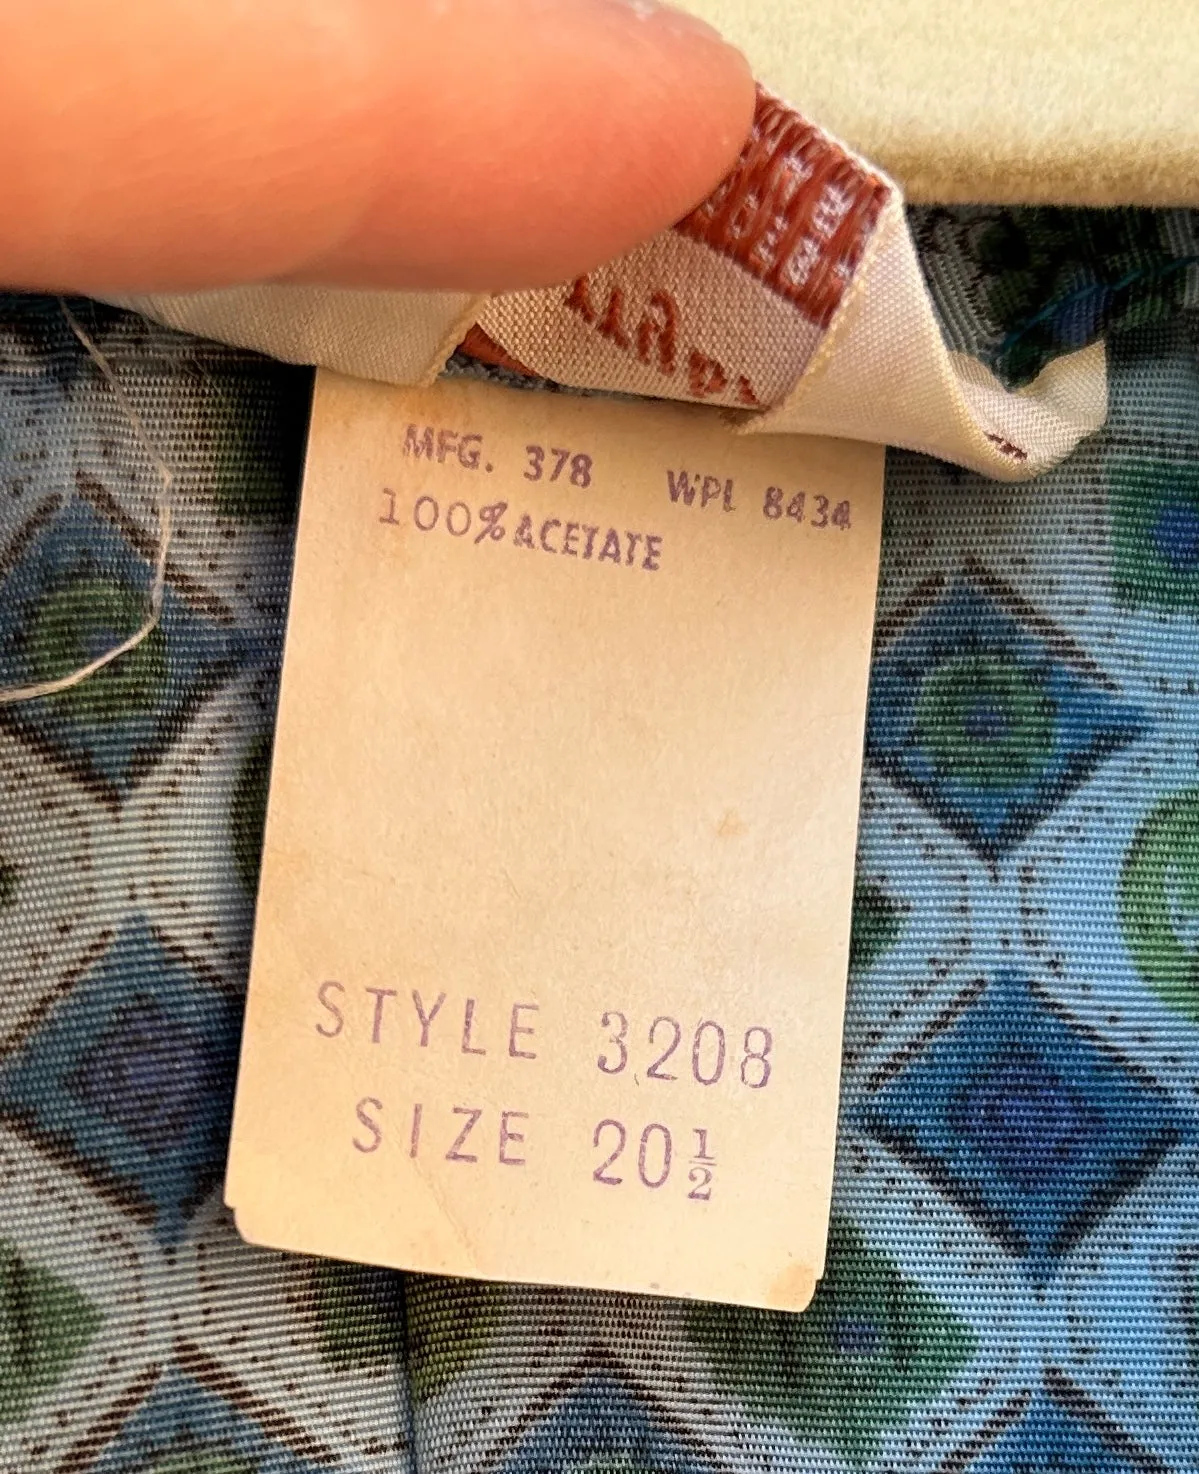 MFG. 378 WPL 8434
100% ACETATE
STYLE 3208
SIZE 20½